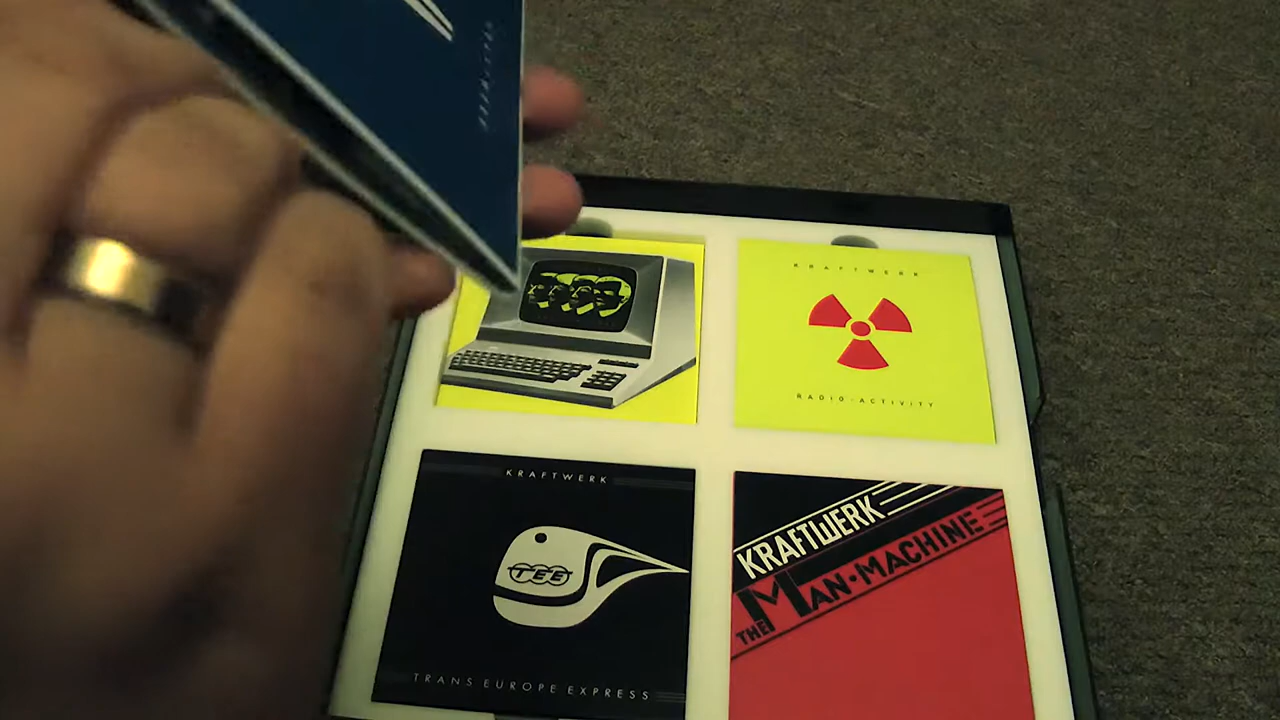 KRAFTWERK
RADIO-ACTIVITY
KRAFTWERK
TEE
TRANS EUROPE EXPRESS
KRAFTWERK
THE MAN·MACHINE